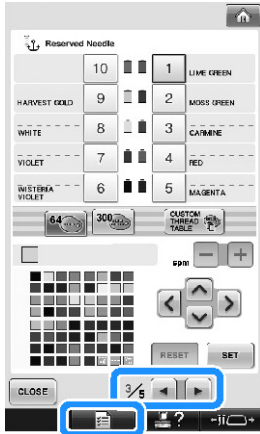 Reserved Needle
10 1 LIME GREEN
HARVEST GOLD 9 2 MOSS GREEN
WHITE 8 3 CARMINE
VIOLET 7 4 RED
WISTERIA VIOLET 6 5 MAGENTA
64 300 CUSTOM THREAD TABLE
spm − +
RESET SET
CLOSE 3/5
?